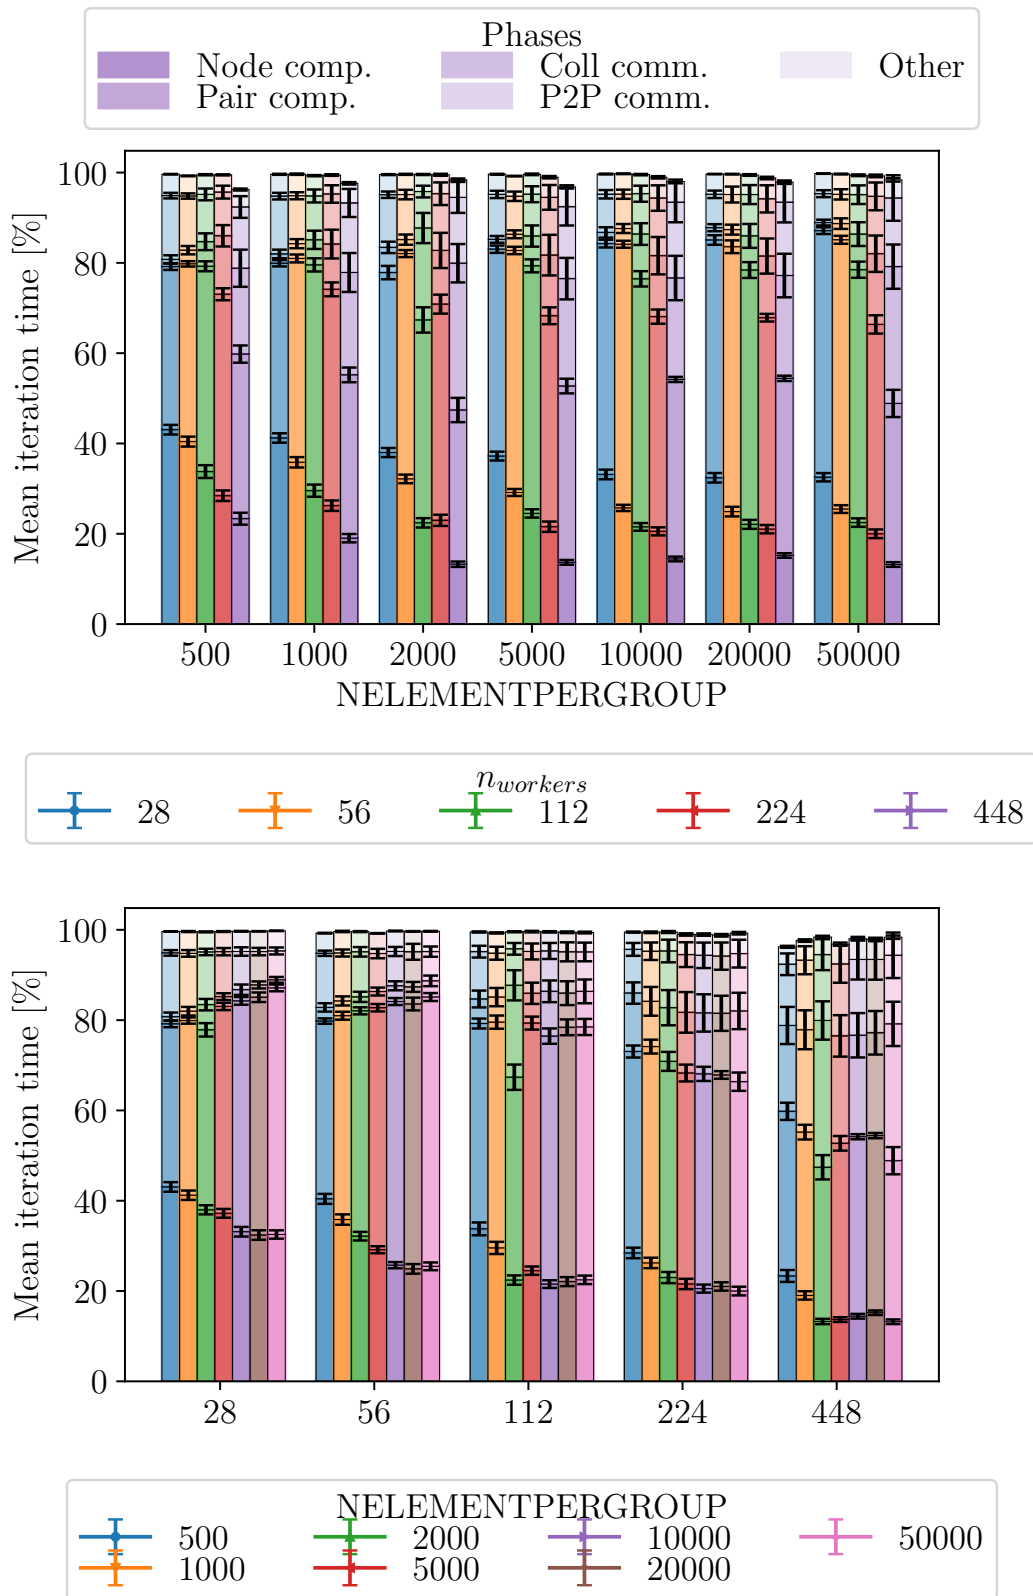 Phases
Node comp. Coll comm. Other
Pair comp. P2P comm.
Mean iteration time [%]
100
80
60
40
20
0
500 1000 2000 5000 10000 20000 50000
NELEMENTPERGROUP
n_workers
28 56 112 224 448
Mean iteration time [%]
100
80
60
40
20
0
28 56 112 224 448
NELEMENTPERGROUP
500 2000 10000 50000
1000 5000 20000